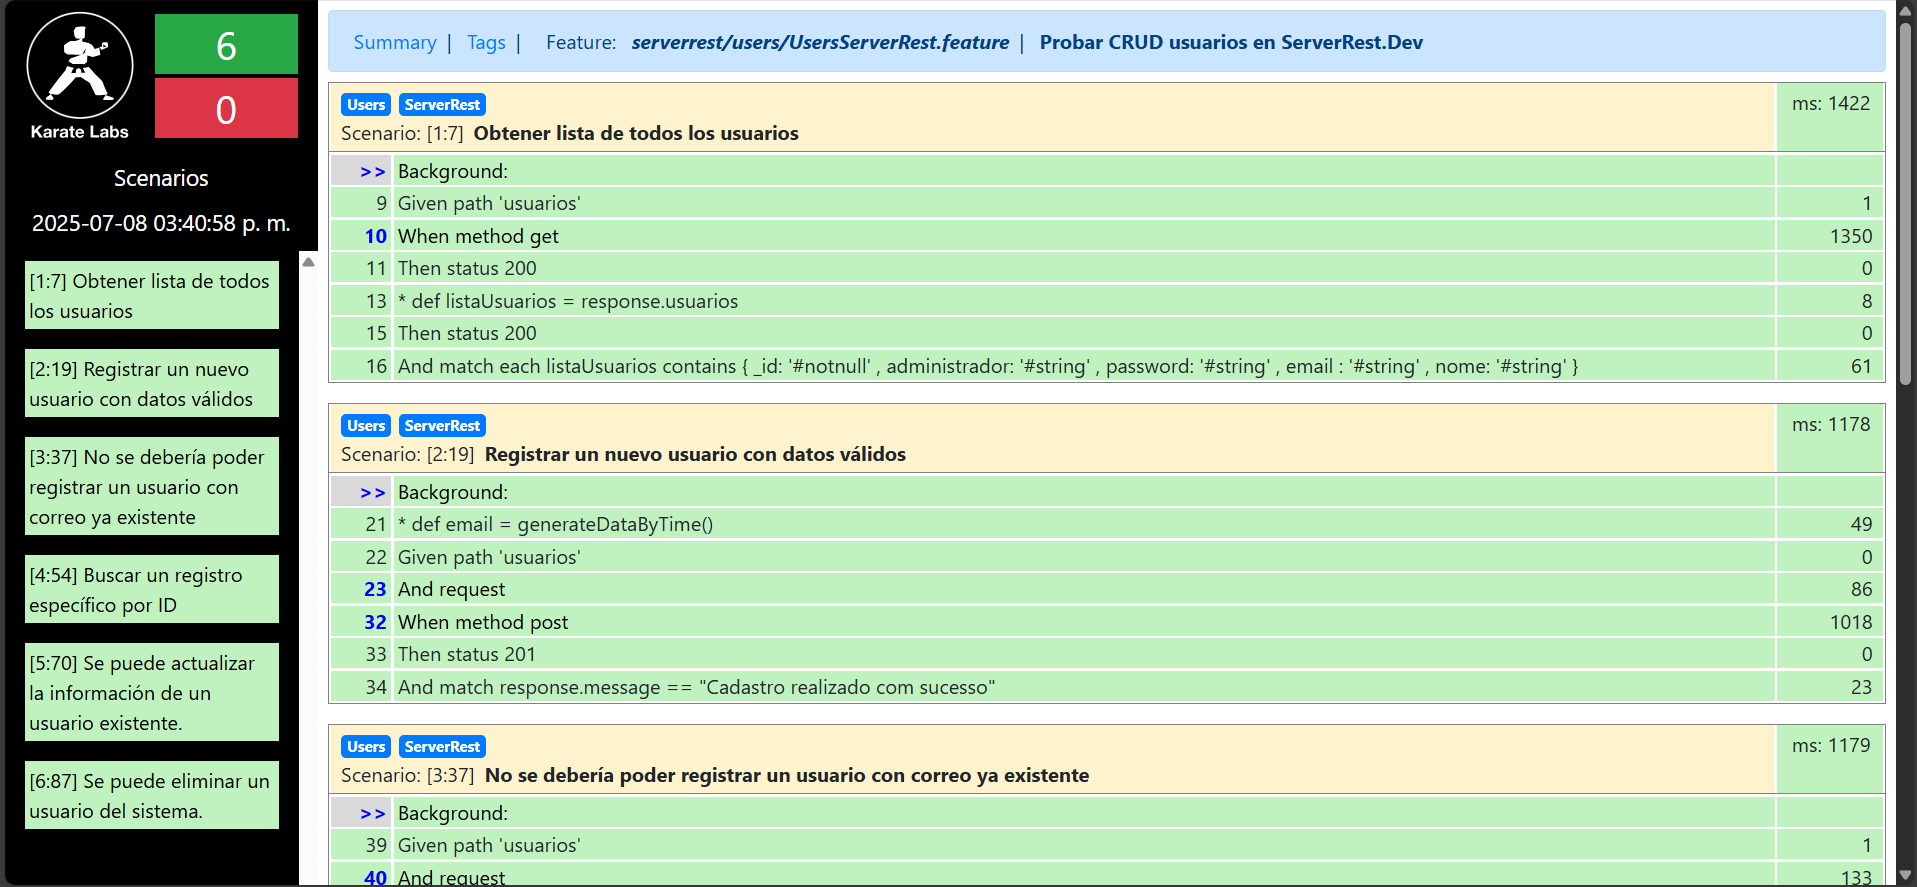 Karate Labs
6
0
Scenarios
2025-07-08 03:40:58 p. m.
[1:7] Obtener lista de todos
los usuarios
[2:19] Registrar un nuevo
usuario con datos válidos
[3:37] No se debería poder
registrar un usuario con
correo ya existente
[4:54] Buscar un registro
específico por ID
[5:70] Se puede actualizar
la información de un
usuario existente.
[6:87] Se puede eliminar un
usuario del sistema.
Summary | Tags | Feature: serverrest/users/UsersServerRest.feature | Probar CRUD usuarios en ServerRest.Dev
Users ServerRest ms: 1422
Scenario: [1:7] Obtener lista de todos los usuarios
>> Background:
9 Given path 'usuarios' 1
10 When method get 1350
11 Then status 200 0
13 * def listaUsuarios = response.usuarios 8
15 Then status 200 0
16 And match each listaUsuarios contains { _id: '#notnull' , administrador: '#string' , password: '#string' , email : '#string' , nome: '#string' } 61
Users ServerRest ms: 1178
Scenario: [2:19] Registrar un nuevo usuario con datos válidos
>> Background:
21 * def email = generateDataByTime() 49
22 Given path 'usuarios' 0
23 And request 86
32 When method post 1018
33 Then status 201 0
34 And match response.message == "Cadastro realizado com sucesso" 23
Users ServerRest ms: 1179
Scenario: [3:37] No se debería poder registrar un usuario con correo ya existente
>> Background:
39 Given path 'usuarios' 1
40 And request 133